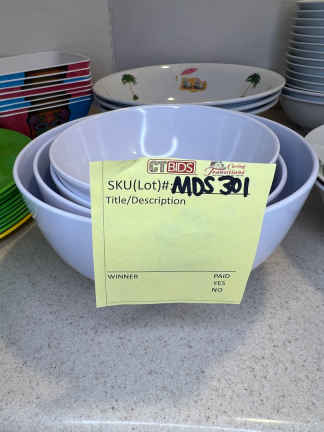 CTBIDS Caring Transitions
SKU(Lot)# MDS 301
Title/Description
WINNER PAID
YES
NO